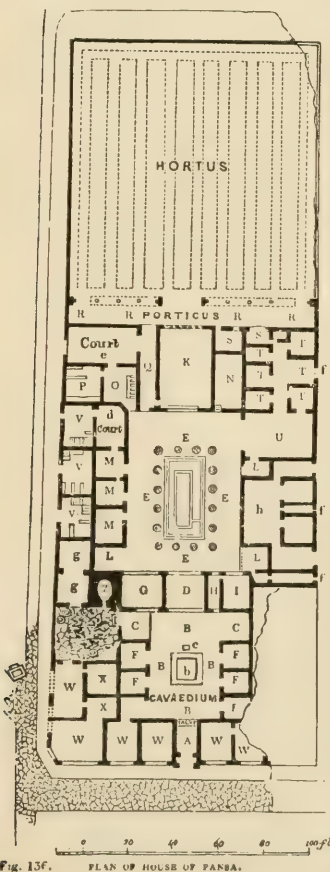 HORTUS
R R PORTICUS R R
Court
e
S S T
K
Q
N T T
P O T T
V d
Court
E
U
M
L
V
E E
M
h f
V
M
g L E L
f
g Z G D H I
C B C
c
F F
B b B
F F
W X CAVAEDIUM
X B f
W W W A W W
0 20 40 60 80 100 ft
Fig. 136. PLAN OF HOUSE OF PANSA.